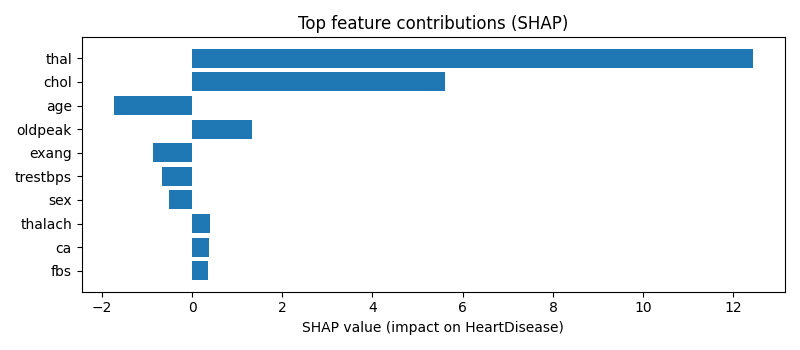 Top feature contributions (SHAP)
thal
chol
age
oldpeak
exang
trestbps
sex
thalach
ca
fbs
−2 0 2 4 6 8 10 12
SHAP value (impact on HeartDisease)